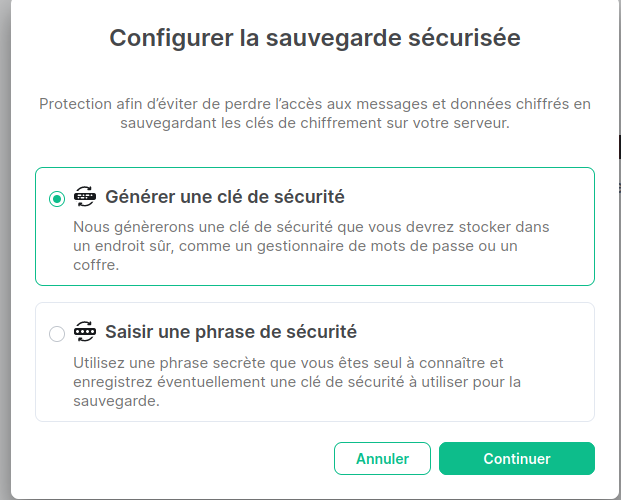 Configurer la sauvegarde sécurisée
Protection afin d’éviter de perdre l’accès aux messages et données chiffrés en
sauvegardant les clés de chiffrement sur votre serveur.
Générer une clé de sécurité
Nous génèrerons une clé de sécurité que vous devrez stocker dans
un endroit sûr, comme un gestionnaire de mots de passe ou un
coffre.
Saisir une phrase de sécurité
Utilisez une phrase secrète que vous êtes seul à connaître et
enregistrez éventuellement une clé de sécurité à utiliser pour la
sauvegarde.
Annuler
Continuer